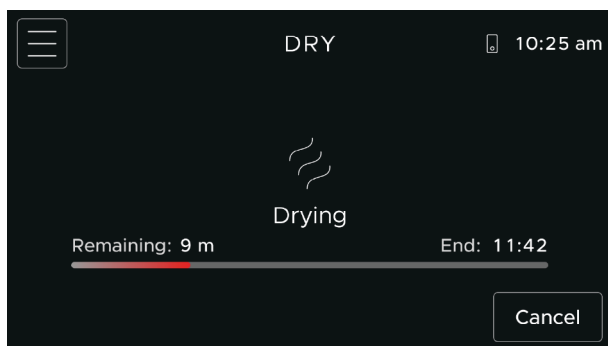 DRY
10:25 am
Drying
Remaining: 9 m
End: 11:42
Cancel